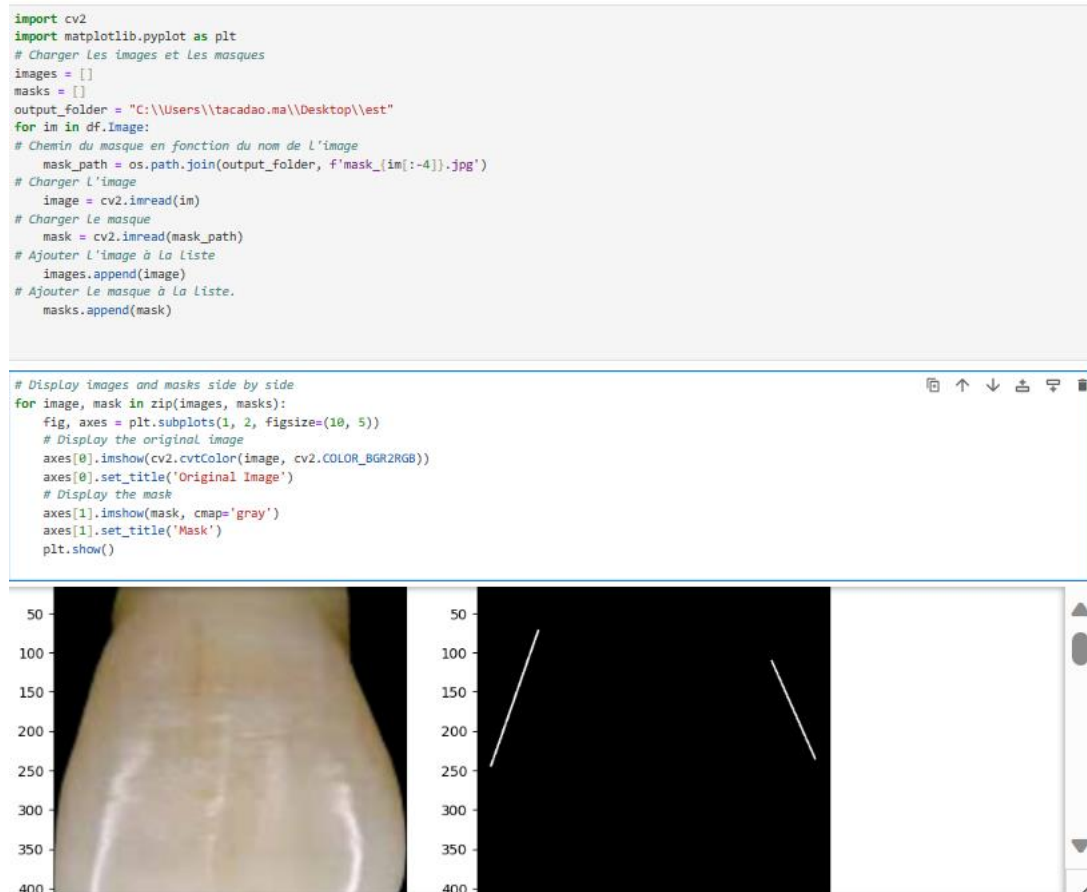 import cv2
import matplotlib.pyplot as plt
# Charger les images et les masques
images = []
masks = []
output_folder = "C:\\Users\\tacadao.ma\\Desktop\\est"
for im in df.Image:
# Chemin du masque en fonction du nom de l'image
    mask_path = os.path.join(output_folder, f'mask_{im[:-4]}.jpg')
# Charger l'image
    image = cv2.imread(im)
# Charger le masque
    mask = cv2.imread(mask_path)
# Ajouter l'image à la liste
    images.append(image)
# Ajouter le masque à la liste.
    masks.append(mask)
# Display images and masks side by side
for image, mask in zip(images, masks):
    fig, axes = plt.subplots(1, 2, figsize=(10, 5))
    # Display the original image
    axes[0].imshow(cv2.cvtColor(image, cv2.COLOR_BGR2RGB))
    axes[0].set_title('Original Image')
    # Display the mask
    axes[1].imshow(mask, cmap='gray')
    axes[1].set_title('Mask')
    plt.show()
50
100
150
200
250
300
350
400
50
100
150
200
250
300
350
400